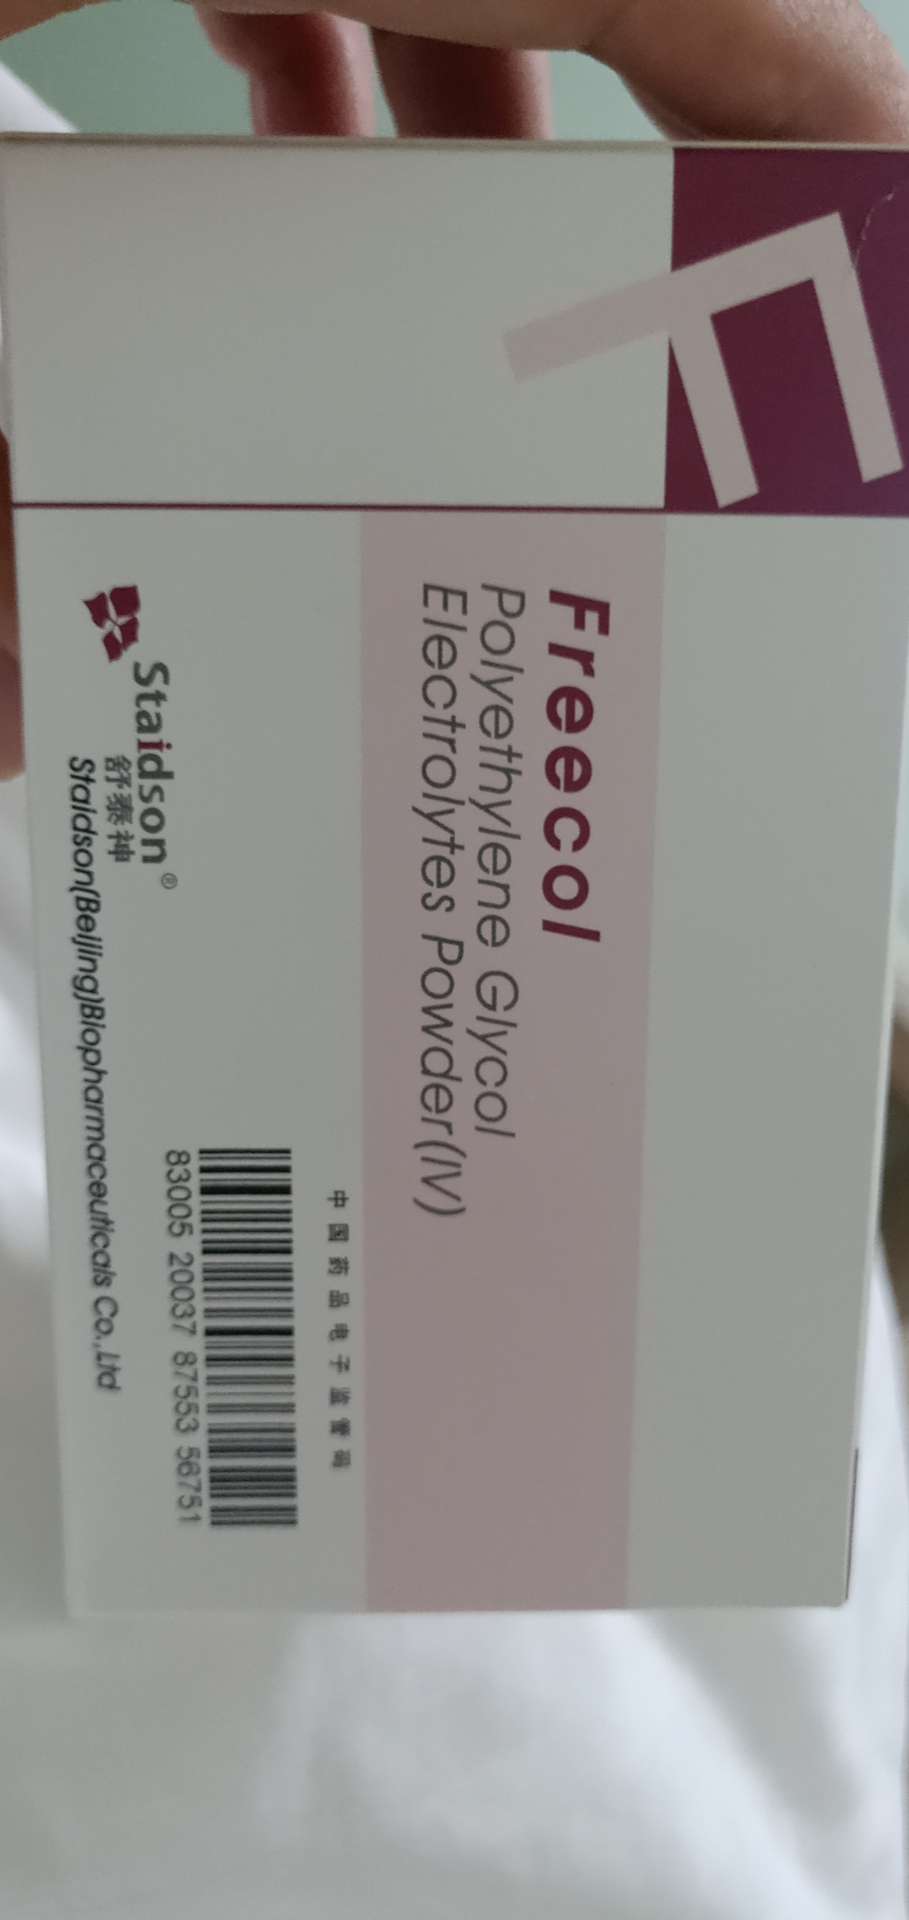 F
Freecol
Polyethylene Glycol
Electrolytes Powder(IV)
中国药品电子监管码
83005 20037 87553 56751
Staidson®
舒泰神
Staidson(Beijing)Biopharmaceuticals Co.,Ltd